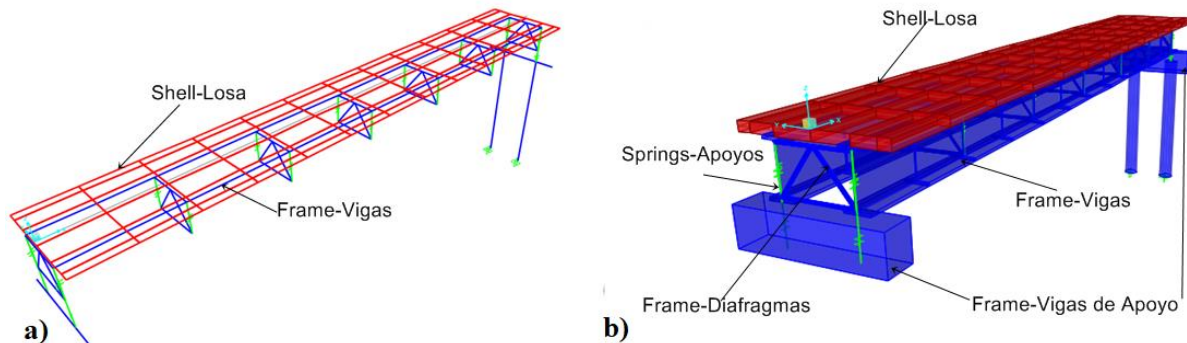 Shell-Losa
Frame-Vigas
a)
Shell-Losa
Springs-Apoyos
Frame-Vigas
Frame-Diafragmas
Frame-Vigas de Apoyo
b)